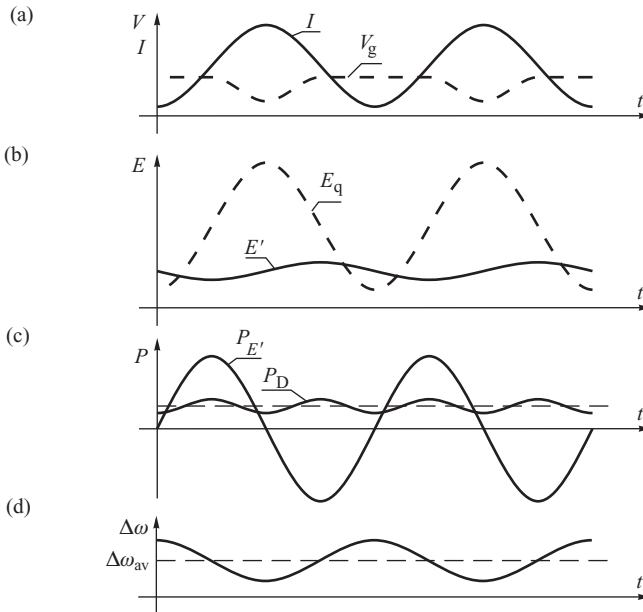 (a)
V
I
I
V_g
t
(b)
E
E_q
E′
t
(c)
P
P_E′
P_D
t
(d)
Δω
Δω_av
t